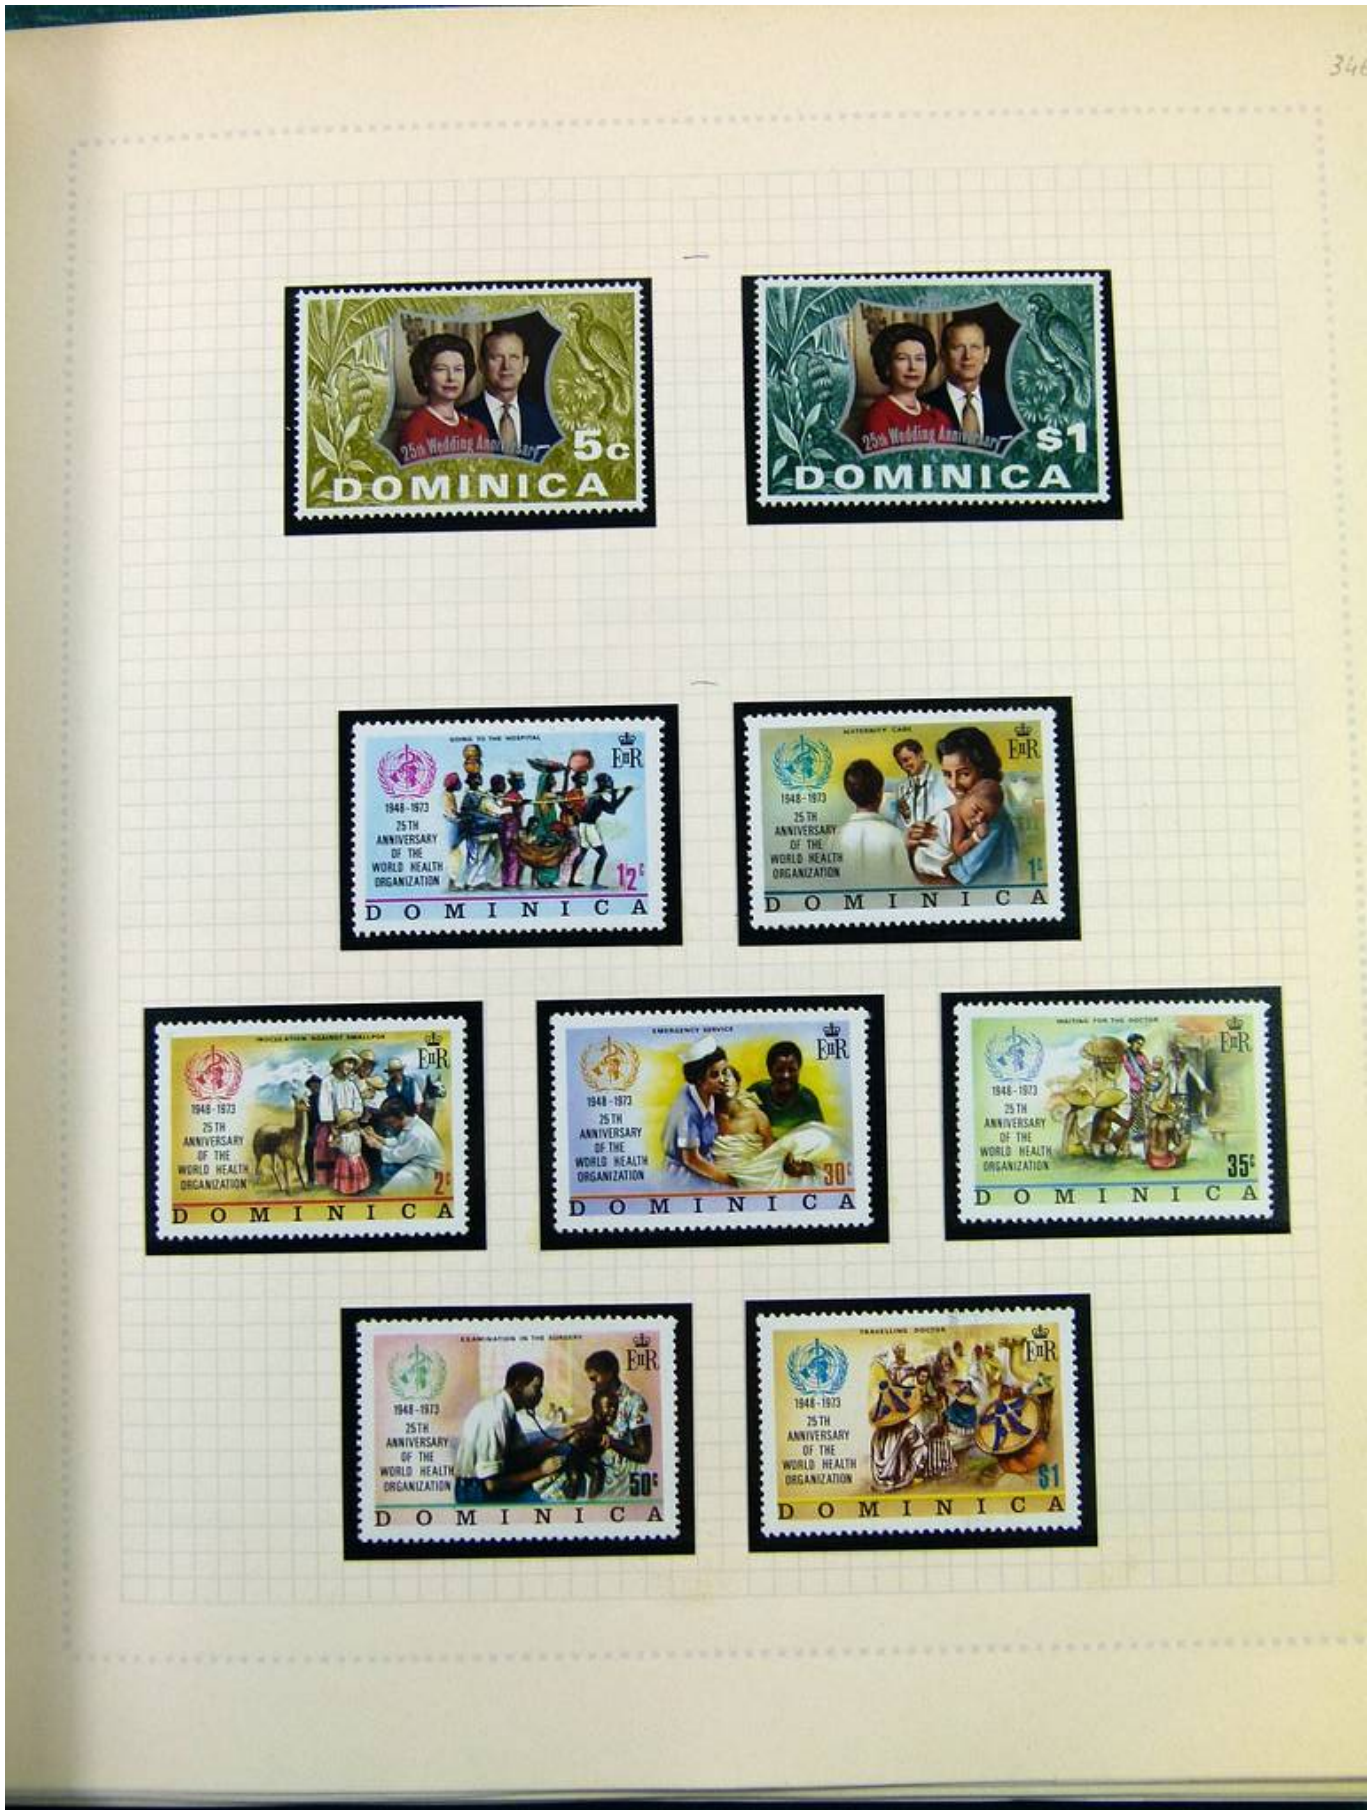 346
25th Wedding Anniversary
5c
DOMINICA
25th Wedding Anniversary
$1
DOMINICA
GOING TO THE HOSPITAL
EIIR
1948-1973
25TH
ANNIVERSARY
OF THE
WORLD HEALTH
ORGANIZATION
1/2c
DOMINICA
MATERNITY CARE
EIIR
1948-1973
25TH
ANNIVERSARY
OF THE
WORLD HEALTH
ORGANIZATION
1c
DOMINICA
INOCULATION AGAINST SMALLPOX
EIIR
1948-1973
25TH
ANNIVERSARY
OF THE
WORLD HEALTH
ORGANIZATION
2c
DOMINICA
EMERGENCY SERVICE
EIIR
1948-1973
25TH
ANNIVERSARY
OF THE
WORLD HEALTH
ORGANIZATION
30c
DOMINICA
WAITING FOR THE DOCTOR
EIIR
1948-1973
25TH
ANNIVERSARY
OF THE
WORLD HEALTH
ORGANIZATION
35c
DOMINICA
EXAMINATION IN THE SURGERY
EIIR
1948-1973
25TH
ANNIVERSARY
OF THE
WORLD HEALTH
ORGANIZATION
50c
DOMINICA
TRAVELLING DOCTOR
EIIR
1948-1973
25TH
ANNIVERSARY
OF THE
WORLD HEALTH
ORGANIZATION
$1
DOMINICA